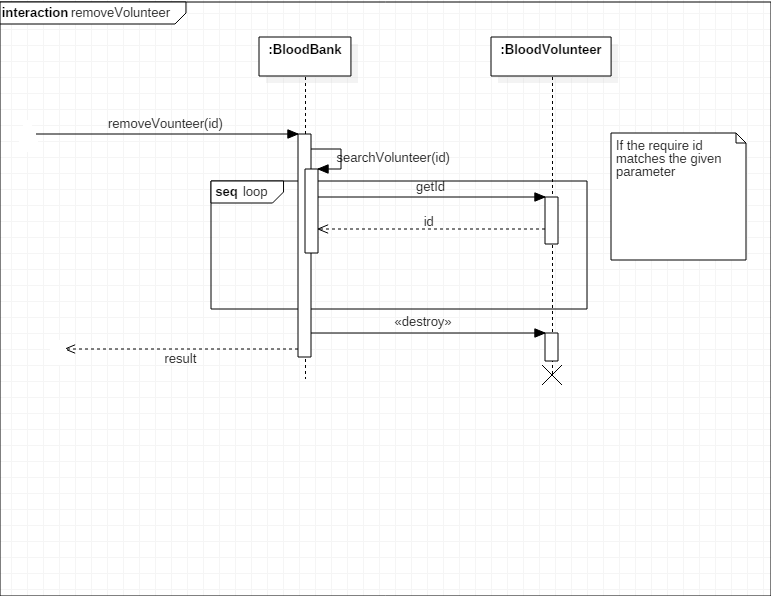 interaction removeVolunteer
:BloodBank
:BloodVolunteer
removeVounteer(id)
searchVolunteer(id)
If the require id
matches the given
parameter
seq loop
getId
id
«destroy»
result